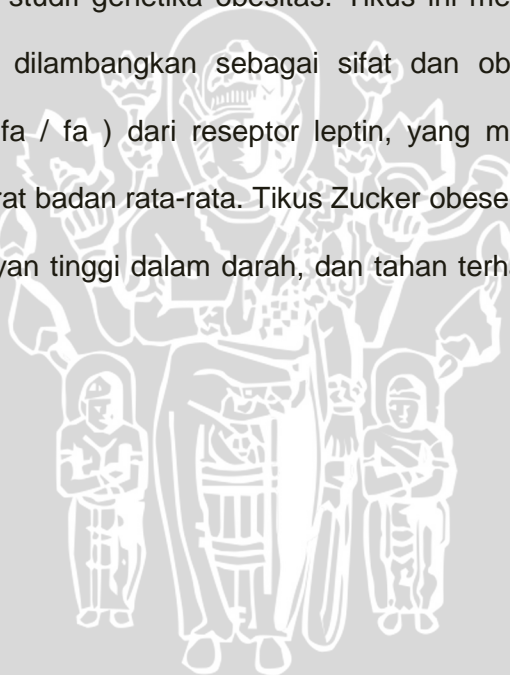 studi genetika obesitas. Tikus ini me
dilambangkan sebagai sifat dan ob
fa / fa ) dari reseptor leptin, yang m
rat badan rata-rata. Tikus Zucker obese
yan tinggi dalam darah, dan tahan terha